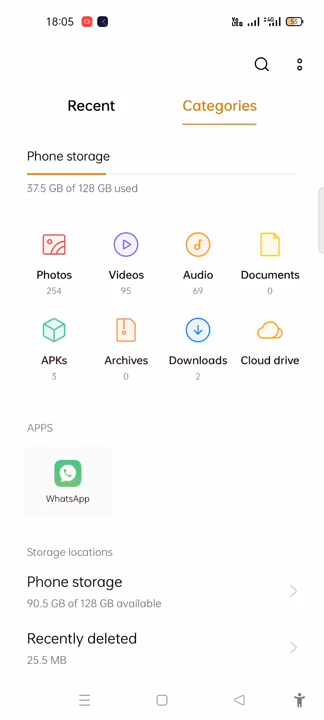 18:05
53
Recent Categories
Phone storage
37.5 GB of 128 GB used
Photos Videos Audio Documents
254 95 69 0
APKs Archives Downloads Cloud drive
3 0 2
APPS
WhatsApp
Storage locations
Phone storage
90.5 GB of 128 GB available
Recently deleted
25.5 MB